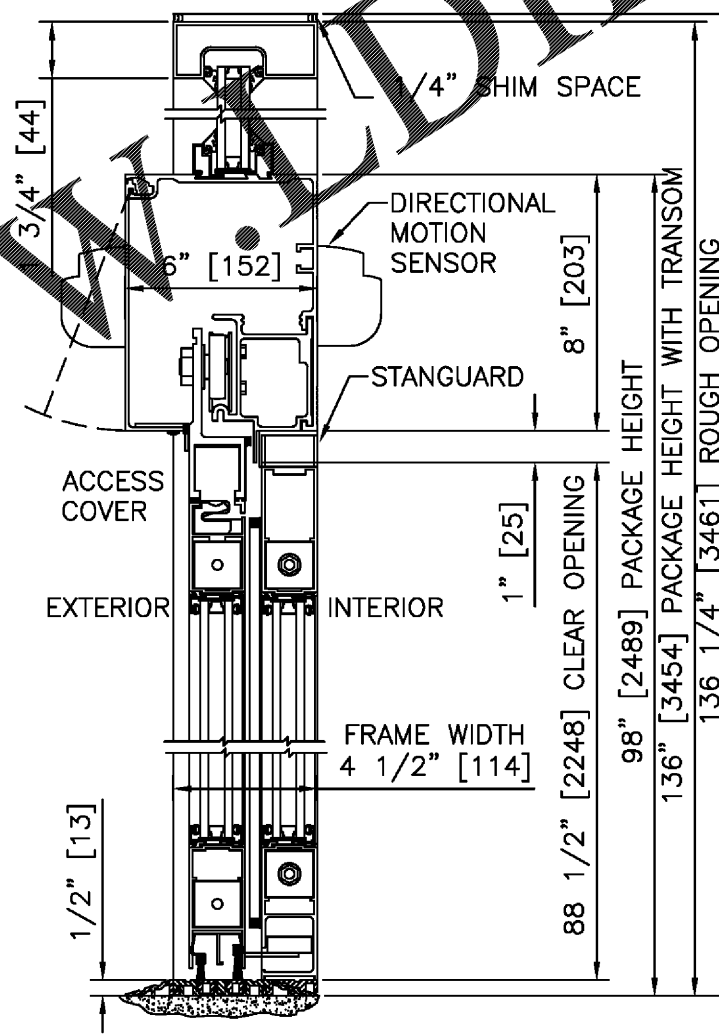 W LDI
1/4" SHIM SPACE
1 3/4" [44]
DIRECTIONAL
MOTION
SENSOR
6" [152]
8" [203]
STANGUARD
ACCESS
COVER
1" [25]
EXTERIOR
INTERIOR
FRAME WIDTH
4 1/2" [114]
1/2" [13]
88 1/2" [2248] CLEAR OPENING
98" [2489] PACKAGE HEIGHT
136" [3454] PACKAGE HEIGHT WITH TRANSOM
136 1/4" [3461] ROUGH OPENING